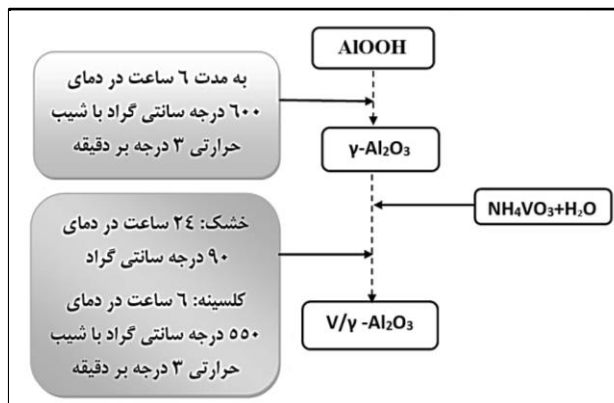 AlOOH
به مدت ٦ ساعت در دمای
٦٠٠ درجه سانتی گراد با شیب
حرارتی ٣ درجه بر دقیقه
γ-Al₂O₃
NH₄VO₃+H₂O
خشک: ٢٤ ساعت در دمای
٩٠ درجه سانتی گراد
کلسینه: ٦ ساعت در دمای
٥٥٠ درجه سانتی گراد با شیب
حرارتی ٣ درجه بر دقیقه
V/γ -Al₂O₃